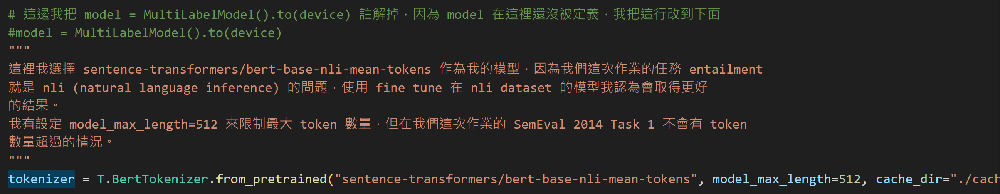 # 這邊我把 model = MultiLabelModel().to(device) 註解掉，因為 model 在這裡還沒被定義，我把這行改到下面
#model = MultiLabelModel().to(device)
"""
這裡我選擇 sentence-transformers/bert-base-nli-mean-tokens 作為我的模型，因為我們這次作業的任務 entailment
就是 nli (natural language inference) 的問題，使用 fine tune 在 nli dataset 的模型我認為會取得更好
的結果。
我有設定 model_max_length=512 來限制最大 token 數量，但在我們這次作業的 SemEval 2014 Task 1 不會有 token
數量超過的情況。
"""
tokenizer = T.BertTokenizer.from_pretrained("sentence-transformers/bert-base-nli-mean-tokens", model_max_length=512, cache_dir="./cach